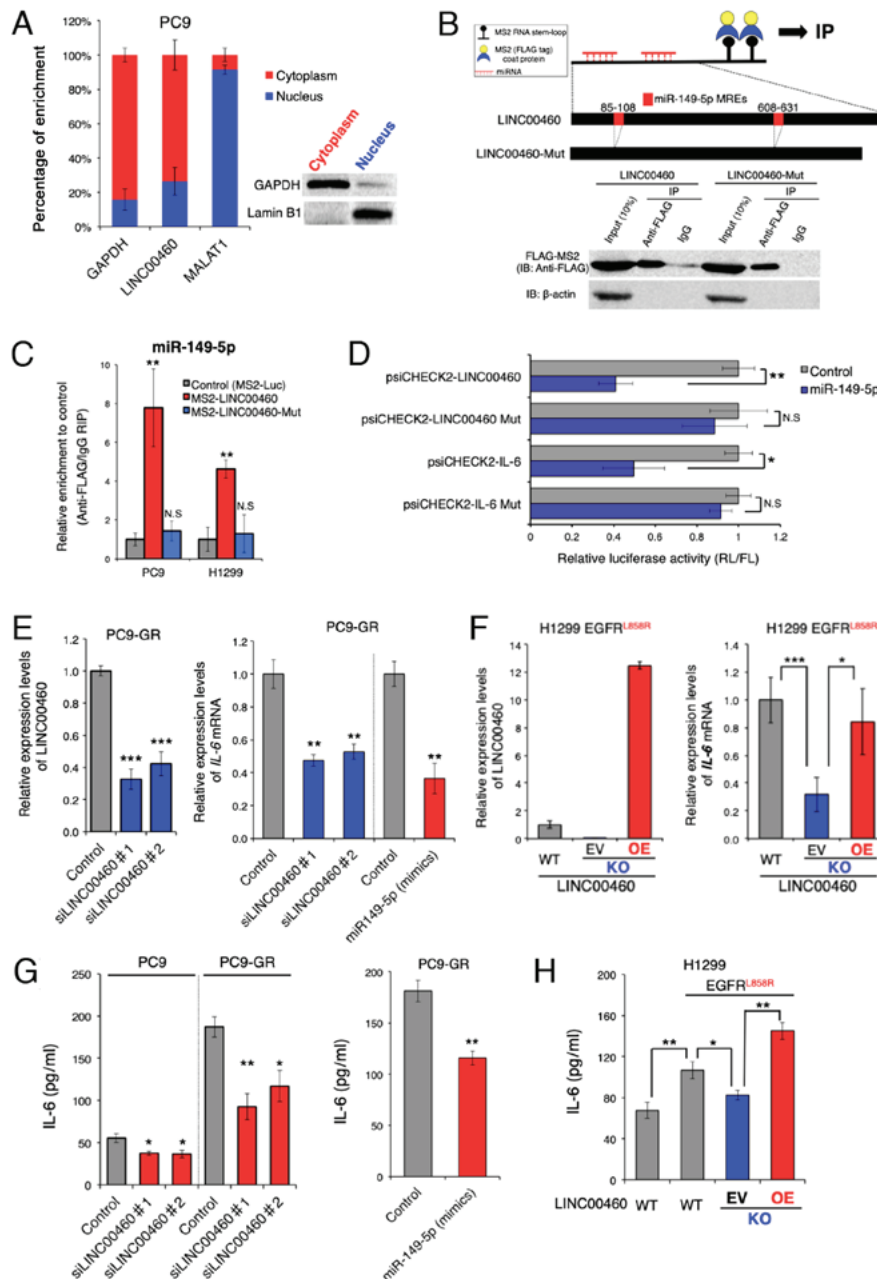 A
PC9
100%
80%
60%
40%
20%
0%
Percentage of enrichment
GAPDH
LINC00460
MALAT1
Cytoplasm
Nucleus
Cytoplasm
Nucleus
GAPDH
Lamin B1
B
MS2 RNA stem-loop
MS2 (FLAG tag)
coat protein
miRNA
IP
miR-149-5p MREs
85-108
608-631
LINC00460
LINC00460-Mut
LINC00460
LINC00460-Mut
IP
IP
Input (10%)
Anti-FLAG
IgG
Input (10%)
Anti-FLAG
IgG
FLAG-MS2
(IB: Anti-FLAG)
IB: β-actin
C
miR-149-5p
Relative enrichment to control
(Anti-FLAG/IgG RIP)
10
8
6
4
2
0
Control (MS2-Luc)
MS2-LINC00460
MS2-LINC00460-Mut
**
N.S
**
N.S
PC9
H1299
D
psiCHECK2-LINC00460
psiCHECK2-LINC00460 Mut
psiCHECK2-IL-6
psiCHECK2-IL-6 Mut
Control
miR-149-5p
**
N.S
*
N.S
0
0.2
0.4
0.6
0.8
1
1.2
Relative luciferase activity (RL/FL)
E
PC9-GR
Relative expression levels
of LINC00460
1.2
1.0
0.8
0.6
0.4
0.2
0.0
***
***
Control
siLINC00460#1
siLINC00460#2
PC9-GR
Relative expression levels
of IL-6 mRNA
1.4
1.2
1.0
0.8
0.6
0.4
0.2
0.0
**
**
**
Control
siLINC00460#1
siLINC00460#2
Control
miR149-5p (mimics)
F
H1299 EGFRL858R
Relative expression levels
of LINC00460
14
12
10
8
6
4
2
0
WT
EV
OE
KO
LINC00460
H1299 EGFRL858R
Relative expression levels
of IL-6 mRNA
1.4
1.2
1.0
0.8
0.6
0.4
0.2
0.0
***
*
WT
EV
OE
KO
LINC00460
G
PC9
PC9-GR
IL-6 (pg/ml)
250
200
150
100
50
0
*
*
**
*
Control
siLINC00460#1
siLINC00460#2
Control
siLINC00460#1
siLINC00460#2
PC9-GR
IL-6 (pg/ml)
200
150
100
50
0
**
Control
miR-149-5p (mimics)
H
H1299
EGFRL858R
IL-6 (pg/ml)
200
160
120
80
40
0
**
*
**
LINC00460
WT
WT
EV
OE
KO